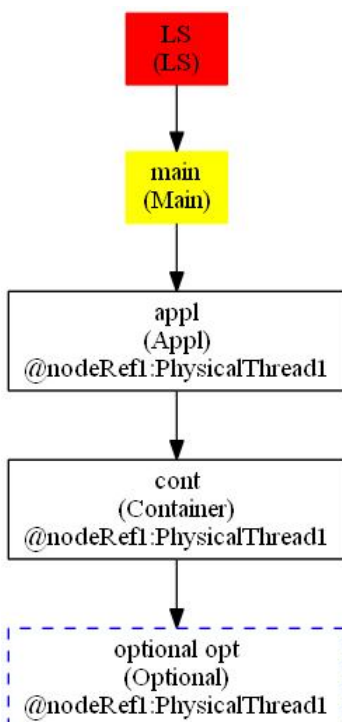 LS
(LS)
main
(Main)
appl
(Appl)
@nodeRef1:PhysicalThread1
cont
(Container)
@nodeRef1:PhysicalThread1
optional opt
(Optional)
@nodeRef1:PhysicalThread1